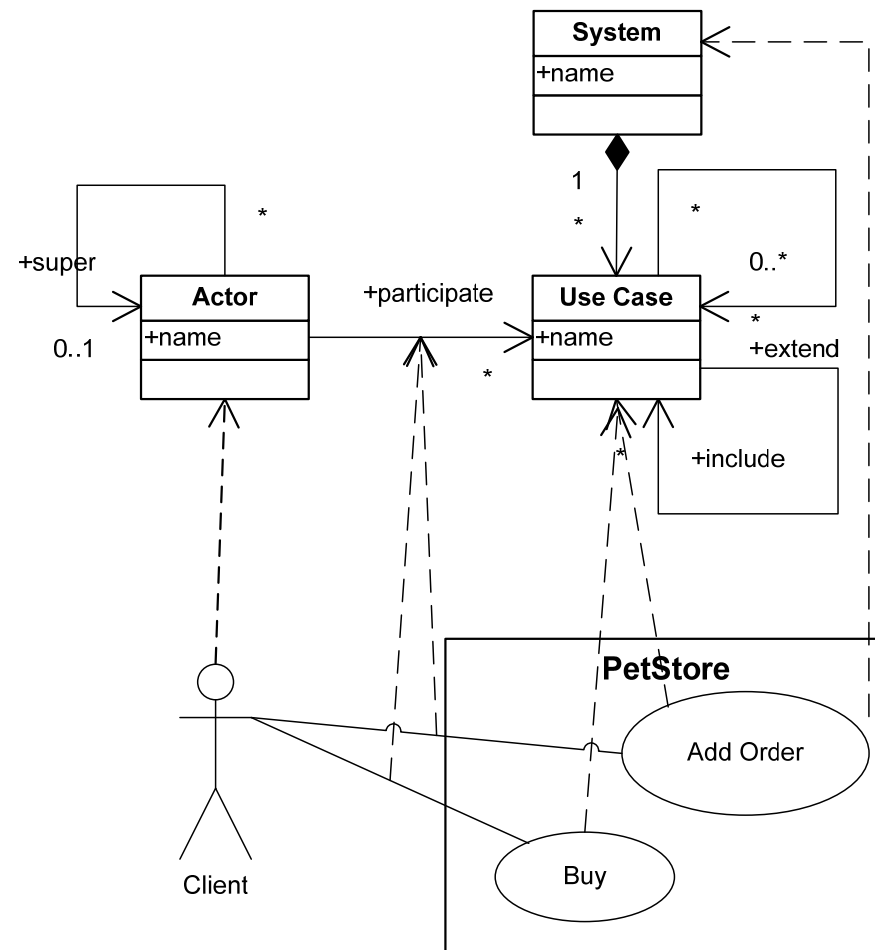 System
+name
1
*
*
*
+super
0..*
Actor
+participate
Use Case
*
+name
+name
0..1
+extend
*
*
+include
PetStore
Add Order
Buy
Client